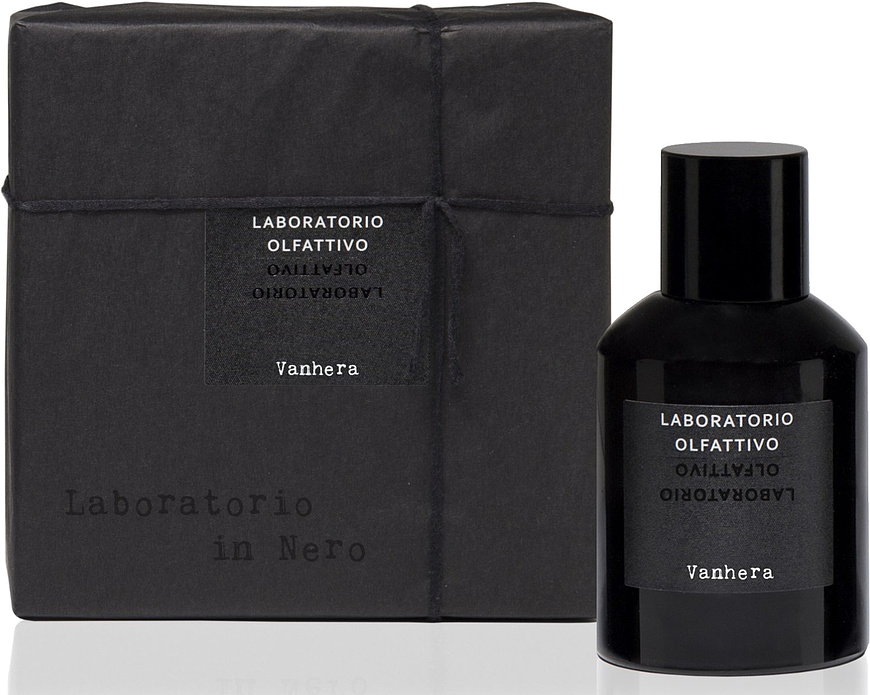 LABORATORIO
OLFATTIVO
OLFATTIVO
LABORATORIO
Vanhera
Laboratorio
in Nero
LABORATORIO
OLFATTIVO
OLFATTIVO
LABORATORIO
Vanhera